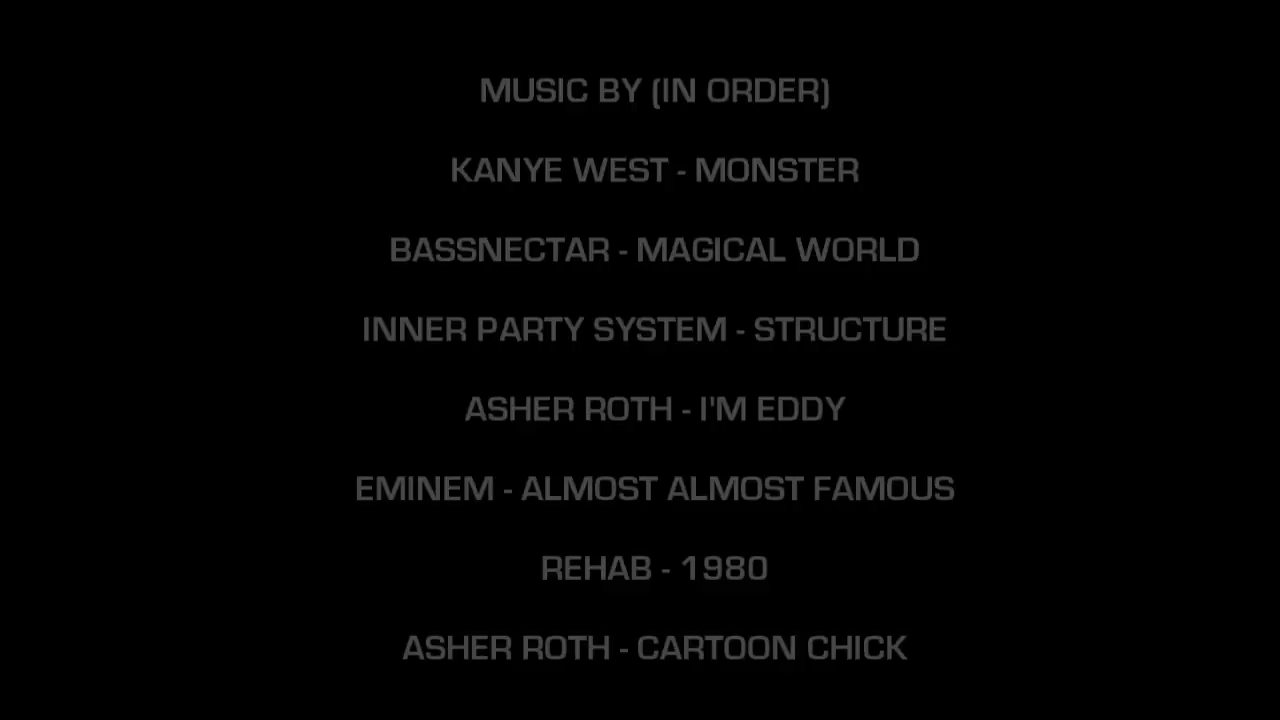 MUSIC BY (IN ORDER)
KANYE WEST - MONSTER
BASSNECTAR - MAGICAL WORLD
INNER PARTY SYSTEM - STRUCTURE
ASHER ROTH - I'M EDDY
EMINEM - ALMOST ALMOST FAMOUS
REHAB - 1980
ASHER ROTH - CARTOON CHICK